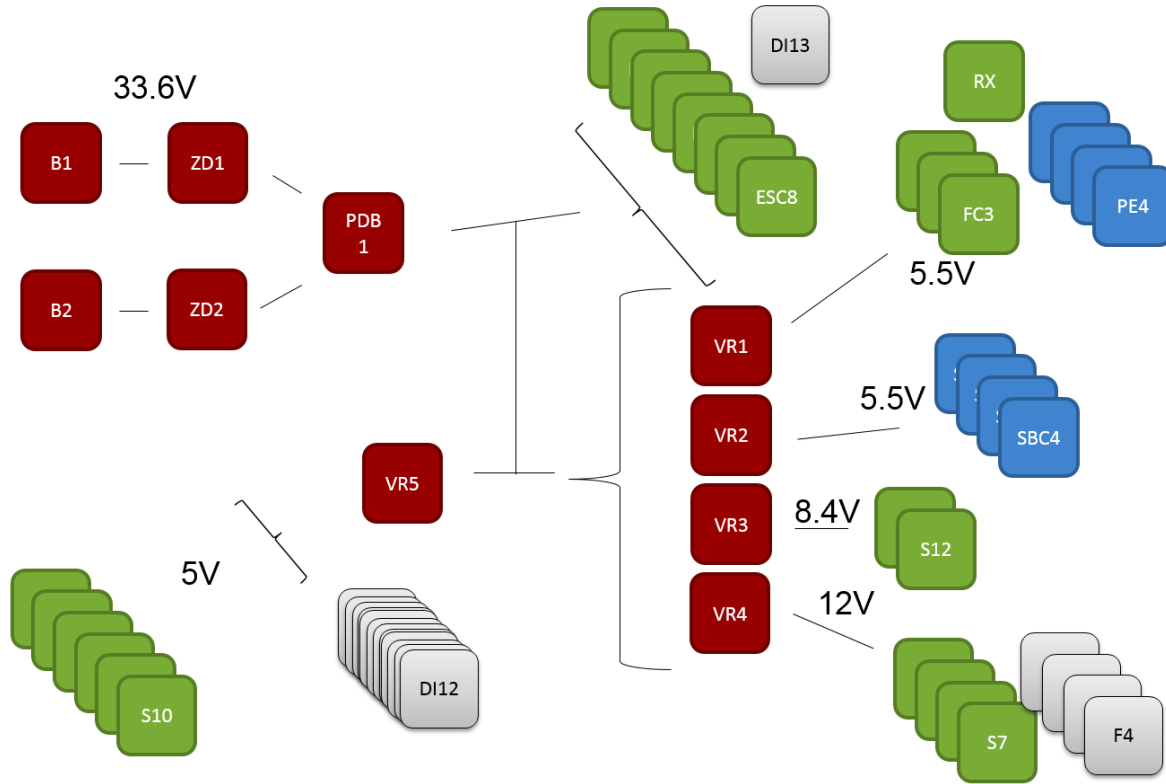 33.6V
B1
ZD1
B2
ZD2
PDB
1
ESC8
DI13
RX
FC3
PE4
5.5V
VR1
VR2
5.5V
SBC4
VR3
8.4V
S12
VR4
12V
S7
F4
VR5
5V
S10
DI12